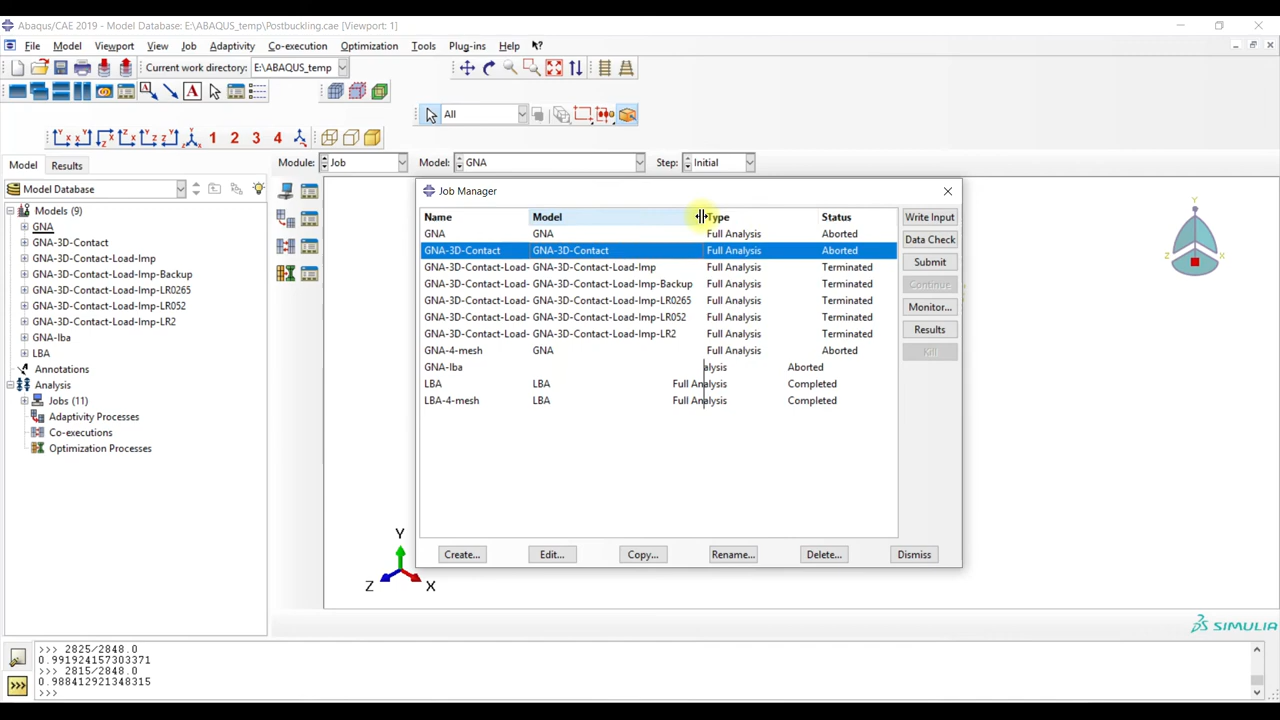 Abaqus/CAE 2019 - Model Database: E:\ABAQUS_temp\Postbuckling.cae [Viewport: 1]
File Model Viewport View Job Adaptivity Co-execution Optimization Tools Plug-ins Help
Current work directory: E:\ABAQUS_temp
A
All
1 2 3 4
Model Results
Module: Job Model: GNA Step: Initial
Model Database
Models (9)
GNA
GNA-3D-Contact
GNA-3D-Contact-Load-Imp
GNA-3D-Contact-Load-Imp-Backup
GNA-3D-Contact-Load-Imp-LR0265
GNA-3D-Contact-Load-Imp-LR052
GNA-3D-Contact-Load-Imp-LR2
GNA-lba
LBA
Annotations
Analysis
Jobs (11)
Adaptivity Processes
Co-executions
Optimization Processes
Job Manager
Name Model Type Status
GNA GNA Full Analysis Aborted
GNA-3D-Contact GNA-3D-Contact Full Analysis Aborted
GNA-3D-Contact-Load- GNA-3D-Contact-Load-Imp Full Analysis Terminated
GNA-3D-Contact-Load- GNA-3D-Contact-Load-Imp-Backup Full Analysis Terminated
GNA-3D-Contact-Load- GNA-3D-Contact-Load-Imp-LR0265 Full Analysis Terminated
GNA-3D-Contact-Load- GNA-3D-Contact-Load-Imp-LR052 Full Analysis Terminated
GNA-3D-Contact-Load- GNA-3D-Contact-Load-Imp-LR2 Full Analysis Terminated
GNA-4-mesh GNA Full Analysis Aborted
GNA-lba alysis Aborted
LBA LBA Full Analysis Completed
LBA-4-mesh LBA Full Analysis Completed
Write Input
Data Check
Submit
Continue
Monitor...
Results
Kill
Create... Edit... Copy... Rename... Delete... Dismiss
Y
Z X
Y
Z X
SIMULIA
>>> 2825/2848.0
0.991924157303371
>>> 2815/2848.0
0.988412921348315
>>>
>>>